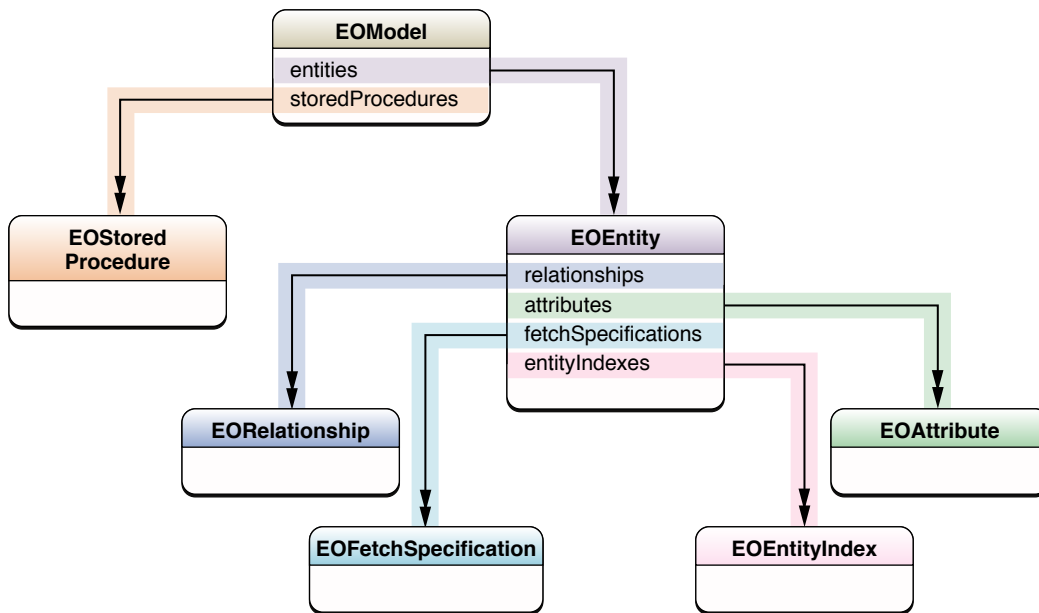 EOModel
entities
storedProcedures
EOStored
Procedure
EOEntity
relationships
attributes
fetchSpecifications
entityIndexes
EORelationship
EOAttribute
EOFetchSpecification
EOEntityIndex